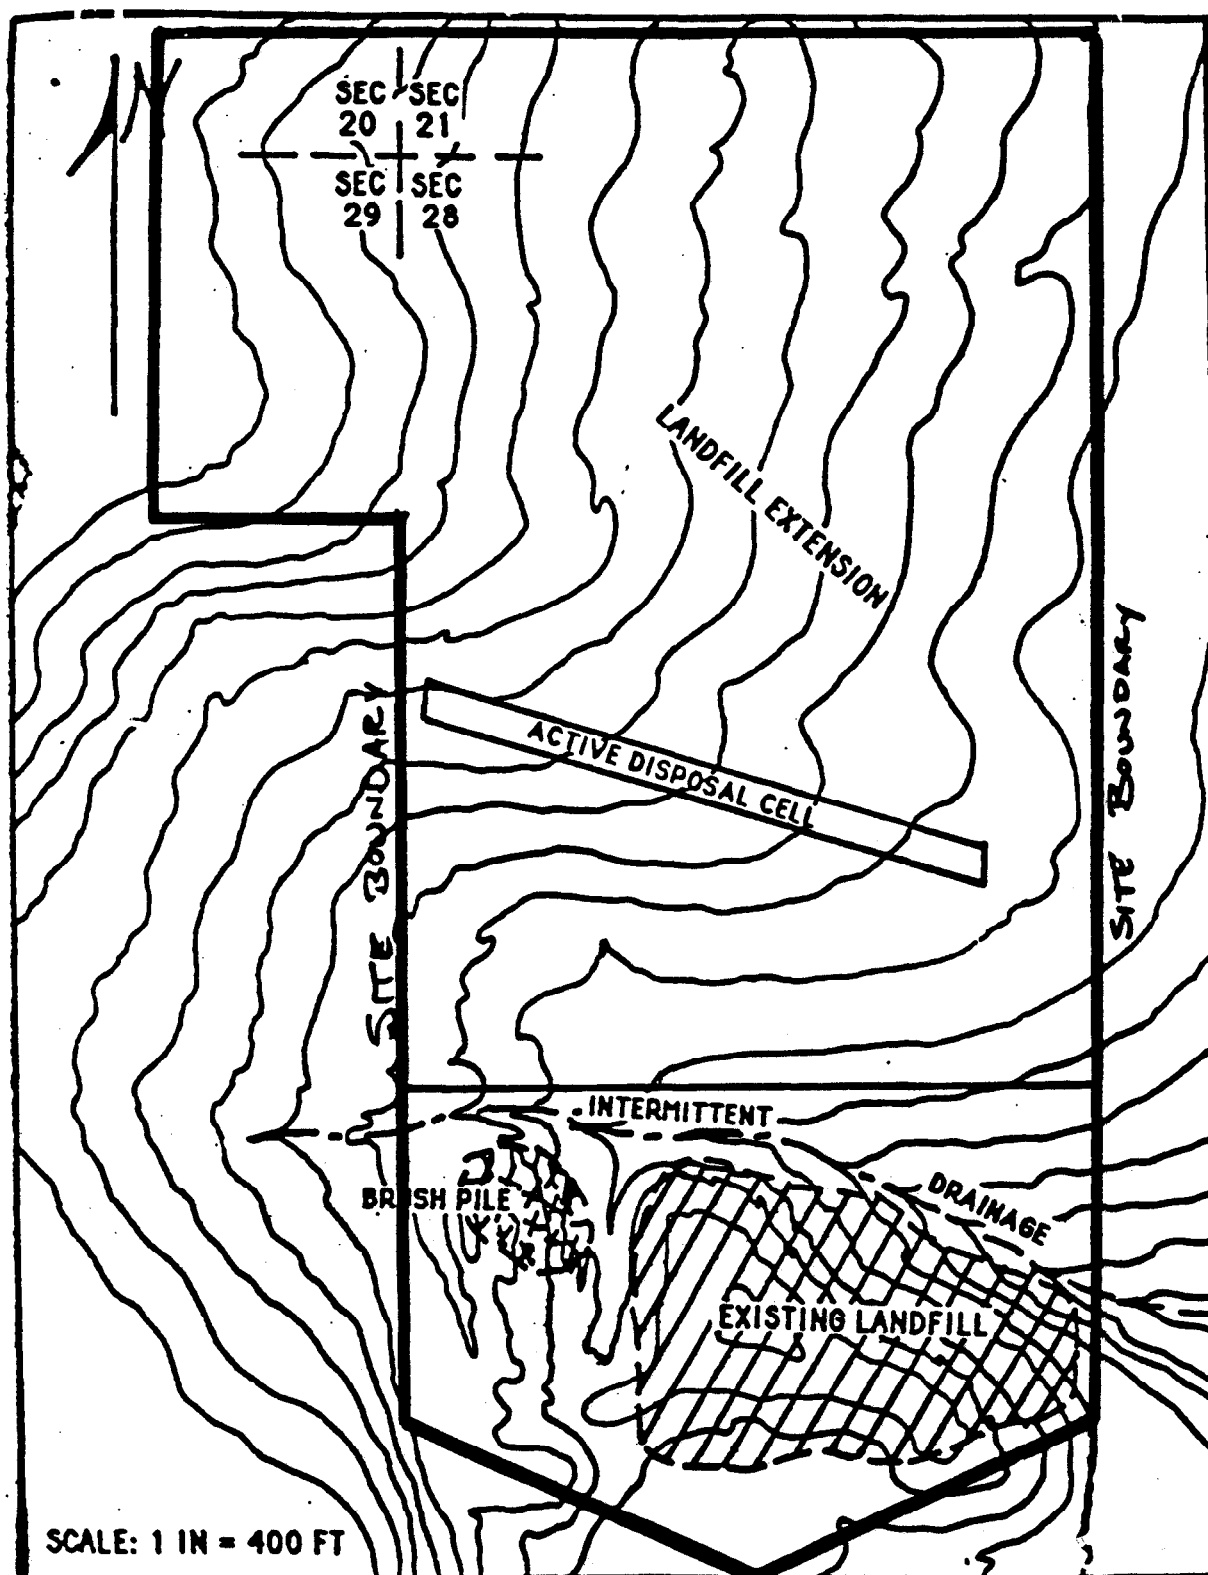 N
SEC SEC
20 21
SEC SEC
29 28
LANDFILL EXTENSION
SITE BOUNDARY
SITE BOUNDARY
ACTIVE DISPOSAL CELL
INTERMITTENT
DRAINAGE
BRUSH PILE
EXISTING LANDFILL
SCALE: 1 IN = 400 FT